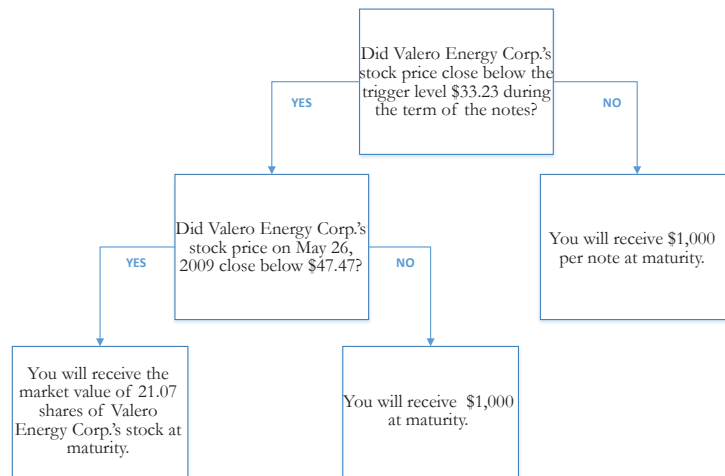 Did Valero Energy Corp.'s
stock price close below the
trigger level $33.23 during
the term of the notes?
YES
NO
Did Valero Energy Corp.'s
stock price on May 26,
2009 close below $47.47?
You will receive $1,000
per note at maturity.
YES
NO
You will receive the
market value of 21.07
shares of Valero
Energy Corp.'s stock at
maturity.
You will receive $1,000
at maturity.